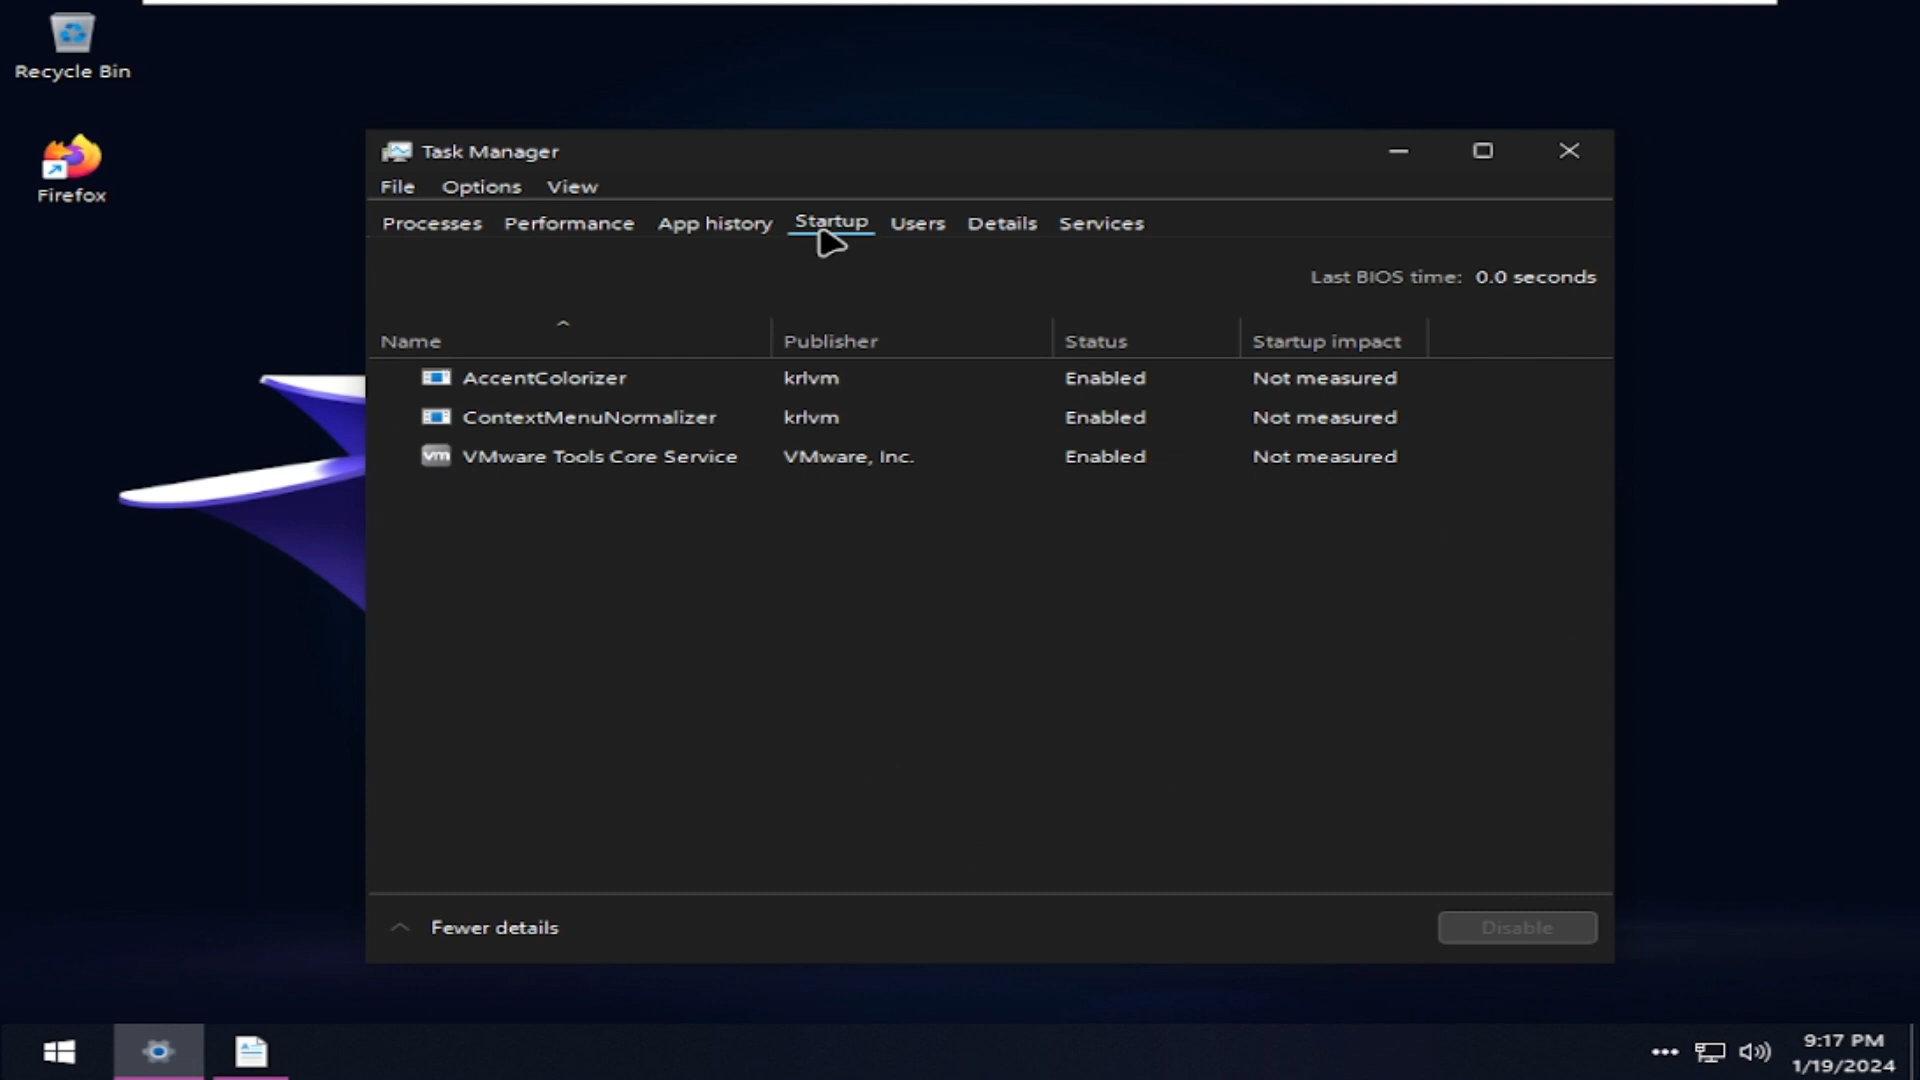 Recycle Bin
Firefox
Task Manager
File Options View
Processes Performance App history Startup Users Details Services
Last BIOS time: 0.0 seconds
Name Publisher Status Startup impact
AccentColorizer krlvm Enabled Not measured
ContextMenuNormalizer krlvm Enabled Not measured
vm VMware Tools Core Service VMware, Inc. Enabled Not measured
Fewer details Disable
9:17 PM
1/19/2024